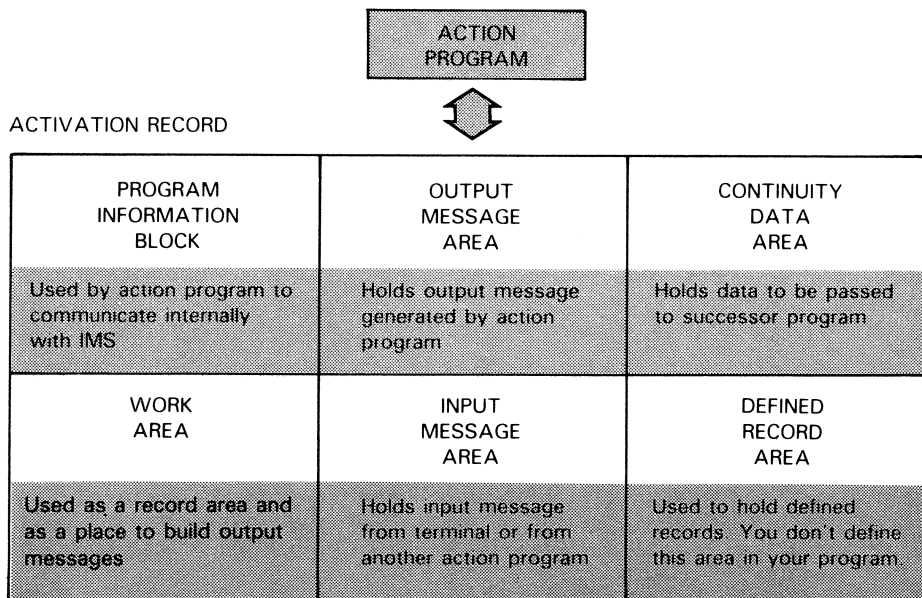 ACTION
PROGRAM
ACTIVATION RECORD
PROGRAM
INFORMATION
BLOCK
Used by action program to
communicate internally
with IMS
OUTPUT
MESSAGE
AREA
Holds output message
generated by action
program
CONTINUITY
DATA
AREA
Holds data to be passed
to successor program
WORK
AREA
Used as a record area and
as a place to build output
messages
INPUT
MESSAGE
AREA
Holds input message
from terminal or from
another action program
DEFINED
RECORD
AREA
Used to hold defined
records. You don't define
this area in your program.